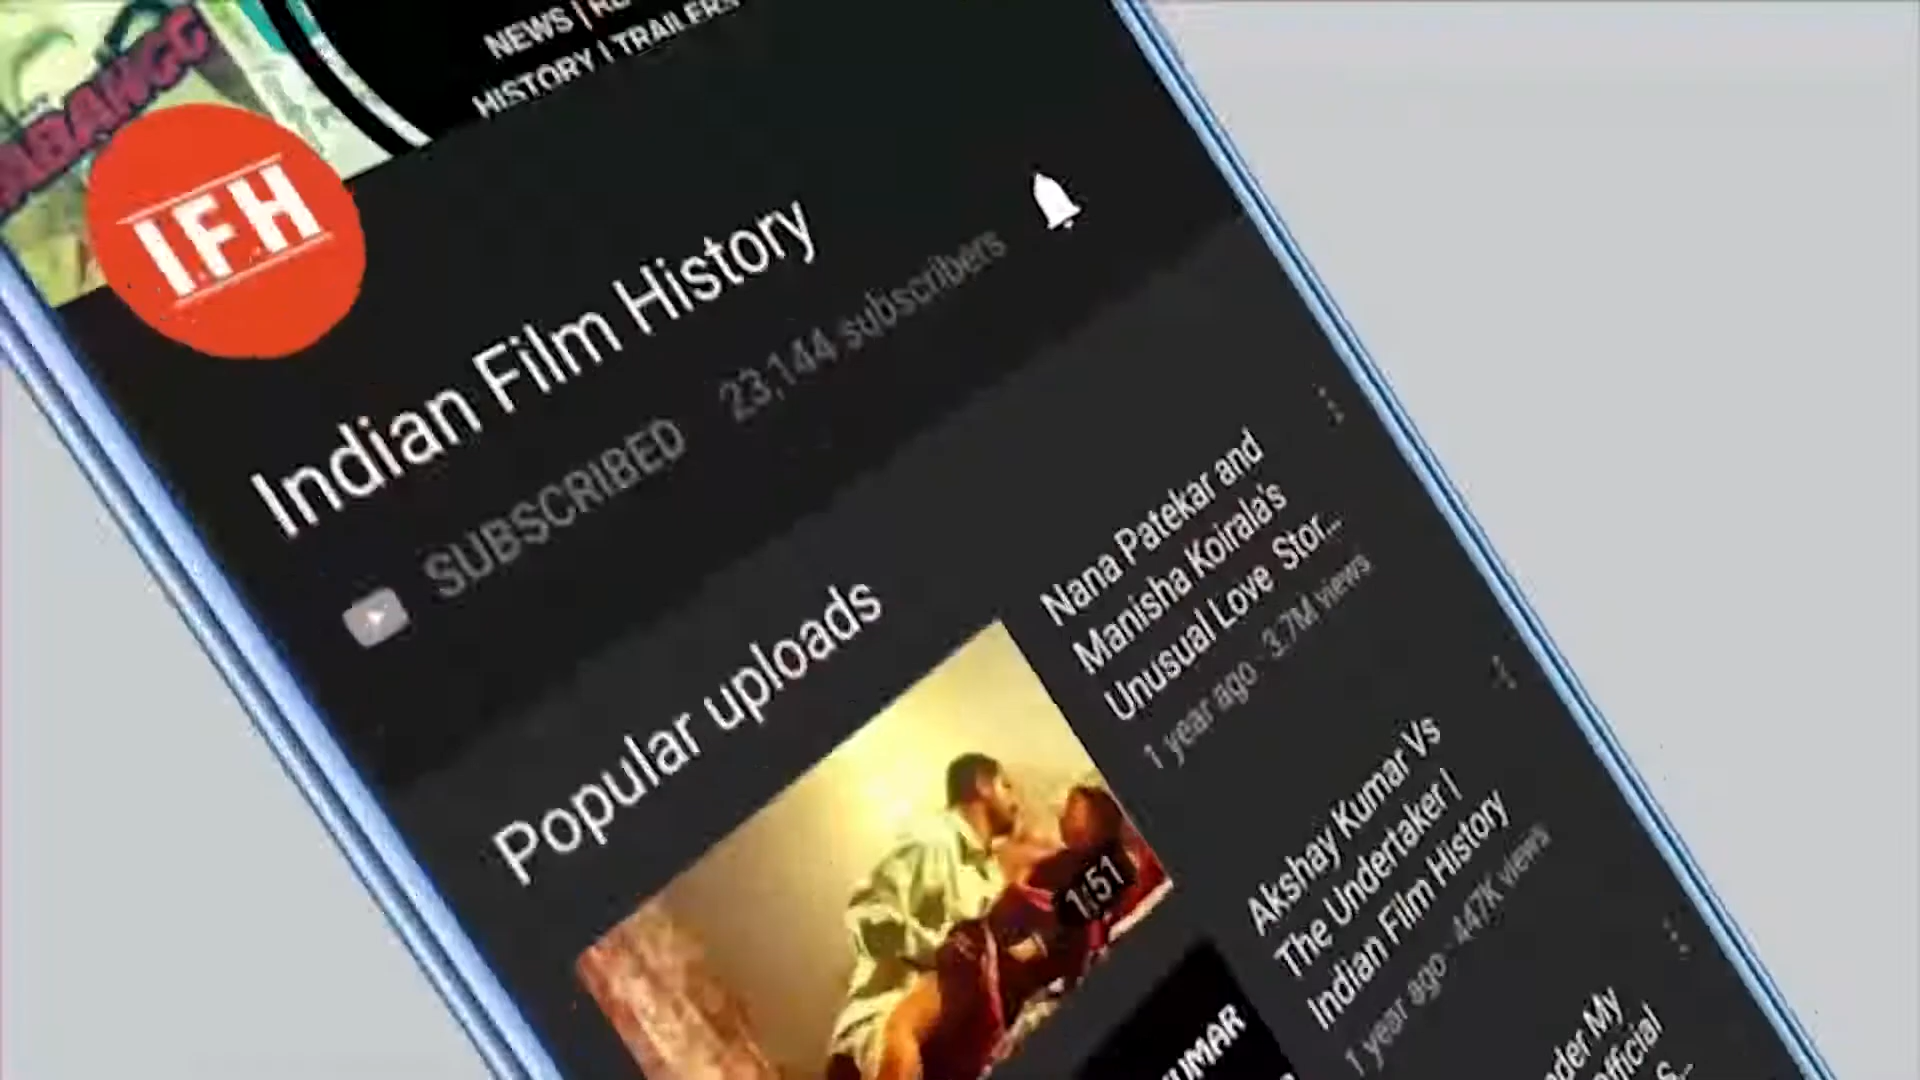 NEWS |
HISTORY | TRAILERS
IFH
Indian Film History
SUBSCRIBED 23,144 subscribers
Popular uploads
1:51
Nana Patekar and
Manisha Koirala's
Unusual Love Stor...
1 year ago · 3.7M views
Akshay Kumar Vs
The Undertaker |
Indian Film History
1 year ago · 447K views
My